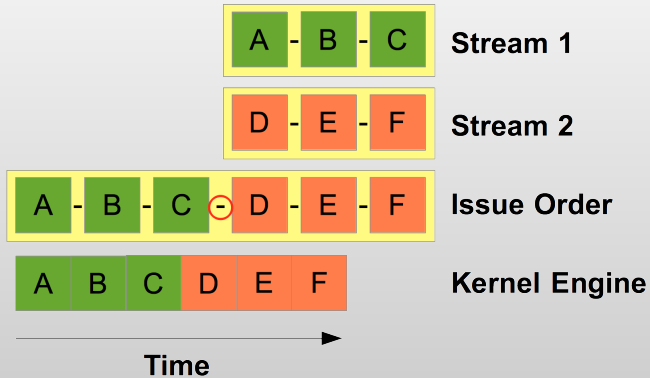 A - B - C Stream 1
D - E - F Stream 2
A - B - C - D - E - F Issue Order
A B C D E F Kernel Engine
Time